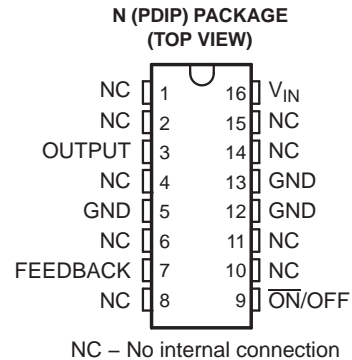 N (PDIP) PACKAGE
(TOP VIEW)
NC 1 16 VIN
NC 2 15 NC
OUTPUT 3 14 NC
NC 4 13 GND
GND 5 12 GND
NC 6 11 NC
FEEDBACK 7 10 NC
NC 8 9 ON/OFF
NC – No internal connection